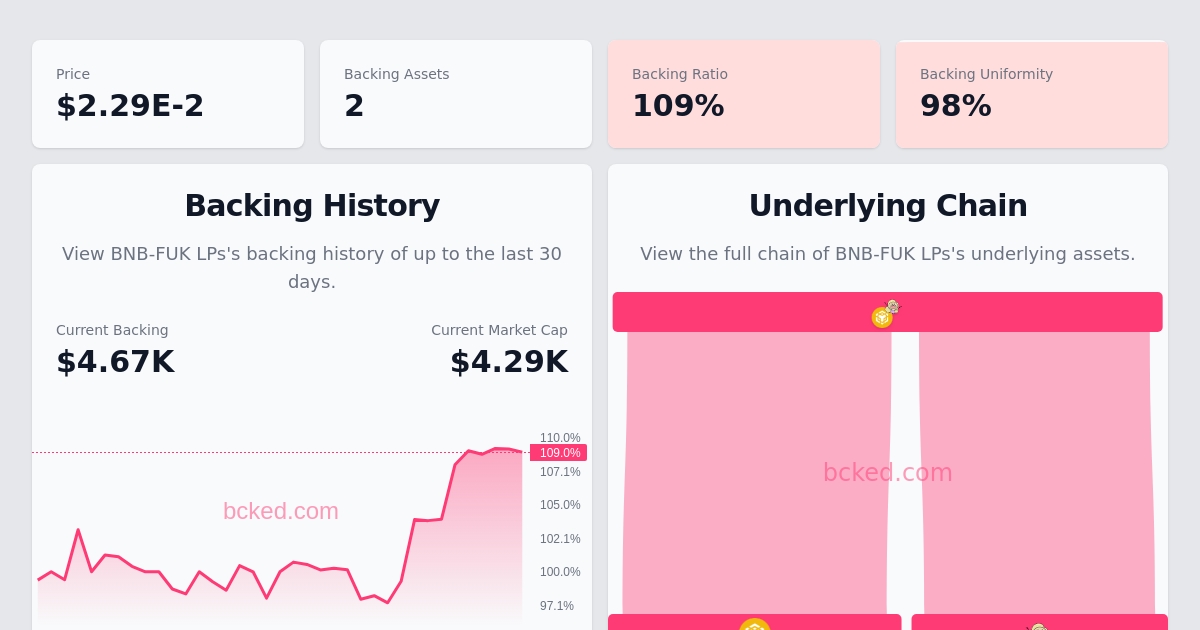 Price
$2.29E-2
Backing Assets
2
Backing Ratio
109%
Backing Uniformity
98%
Backing History
View BNB-FUK LPs's backing history of up to the last 30
days.
Current Backing
$4.67K
Current Market Cap
$4.29K
110.0%
109.0%
107.1%
105.0%
102.1%
100.0%
97.1%
bcked.com
Underlying Chain
View the full chain of BNB-FUK LPs's underlying assets.
bcked.com